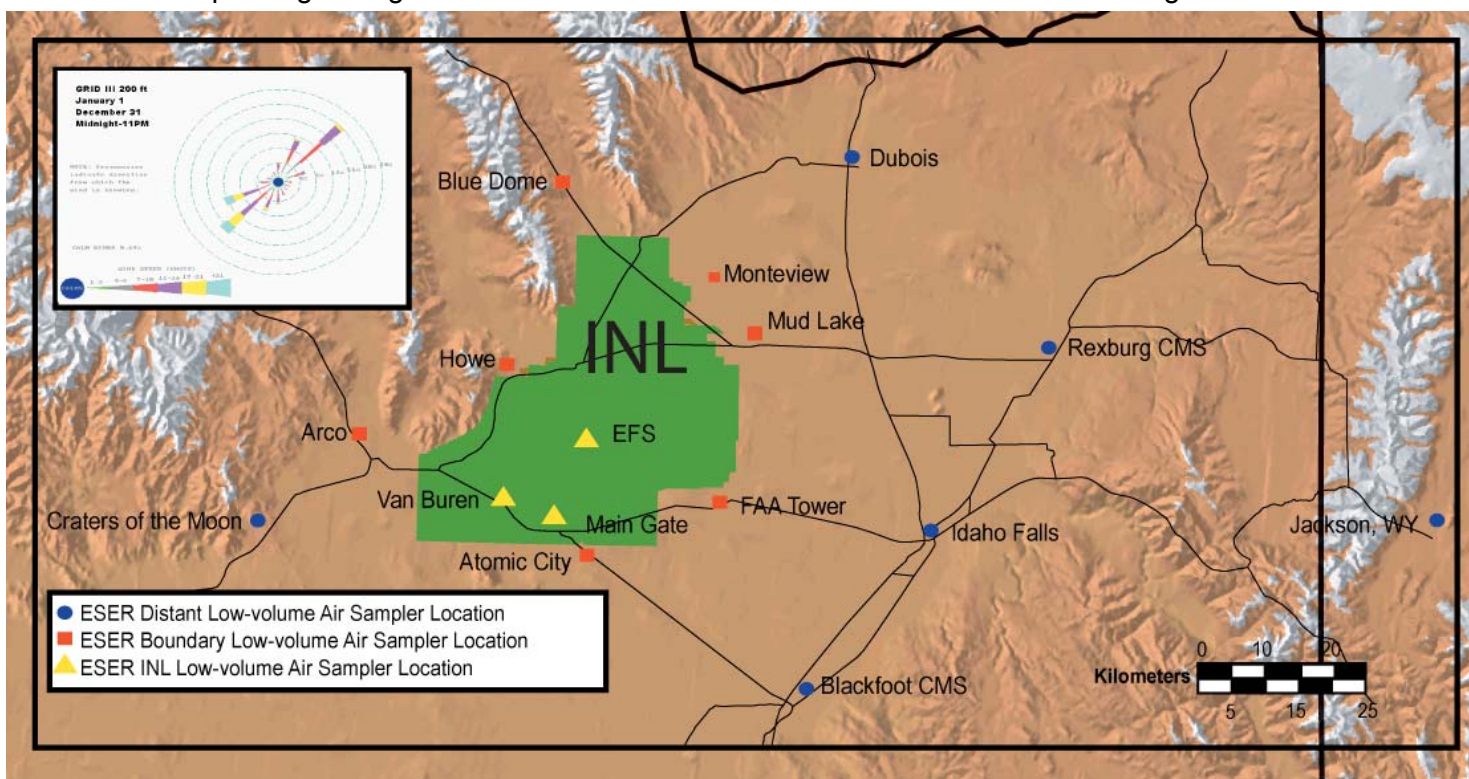 GRID III 200 ft
January 1
December 31
Midnight-11PM
Dubois
Blue Dome
Monteview
Mud Lake
INL
Howe
Rexburg CMS
EFS
Arco
Van Buren
FAA Tower
Craters of the Moon
Main Gate
Idaho Falls
Jackson, WY
Atomic City
ESER Distant Low-volume Air Sampler Location
ESER Boundary Low-volume Air Sampler Location
ESER INL Low-volume Air Sampler Location
0 10 20
Kilometers
5 15 25
Blackfoot CMS